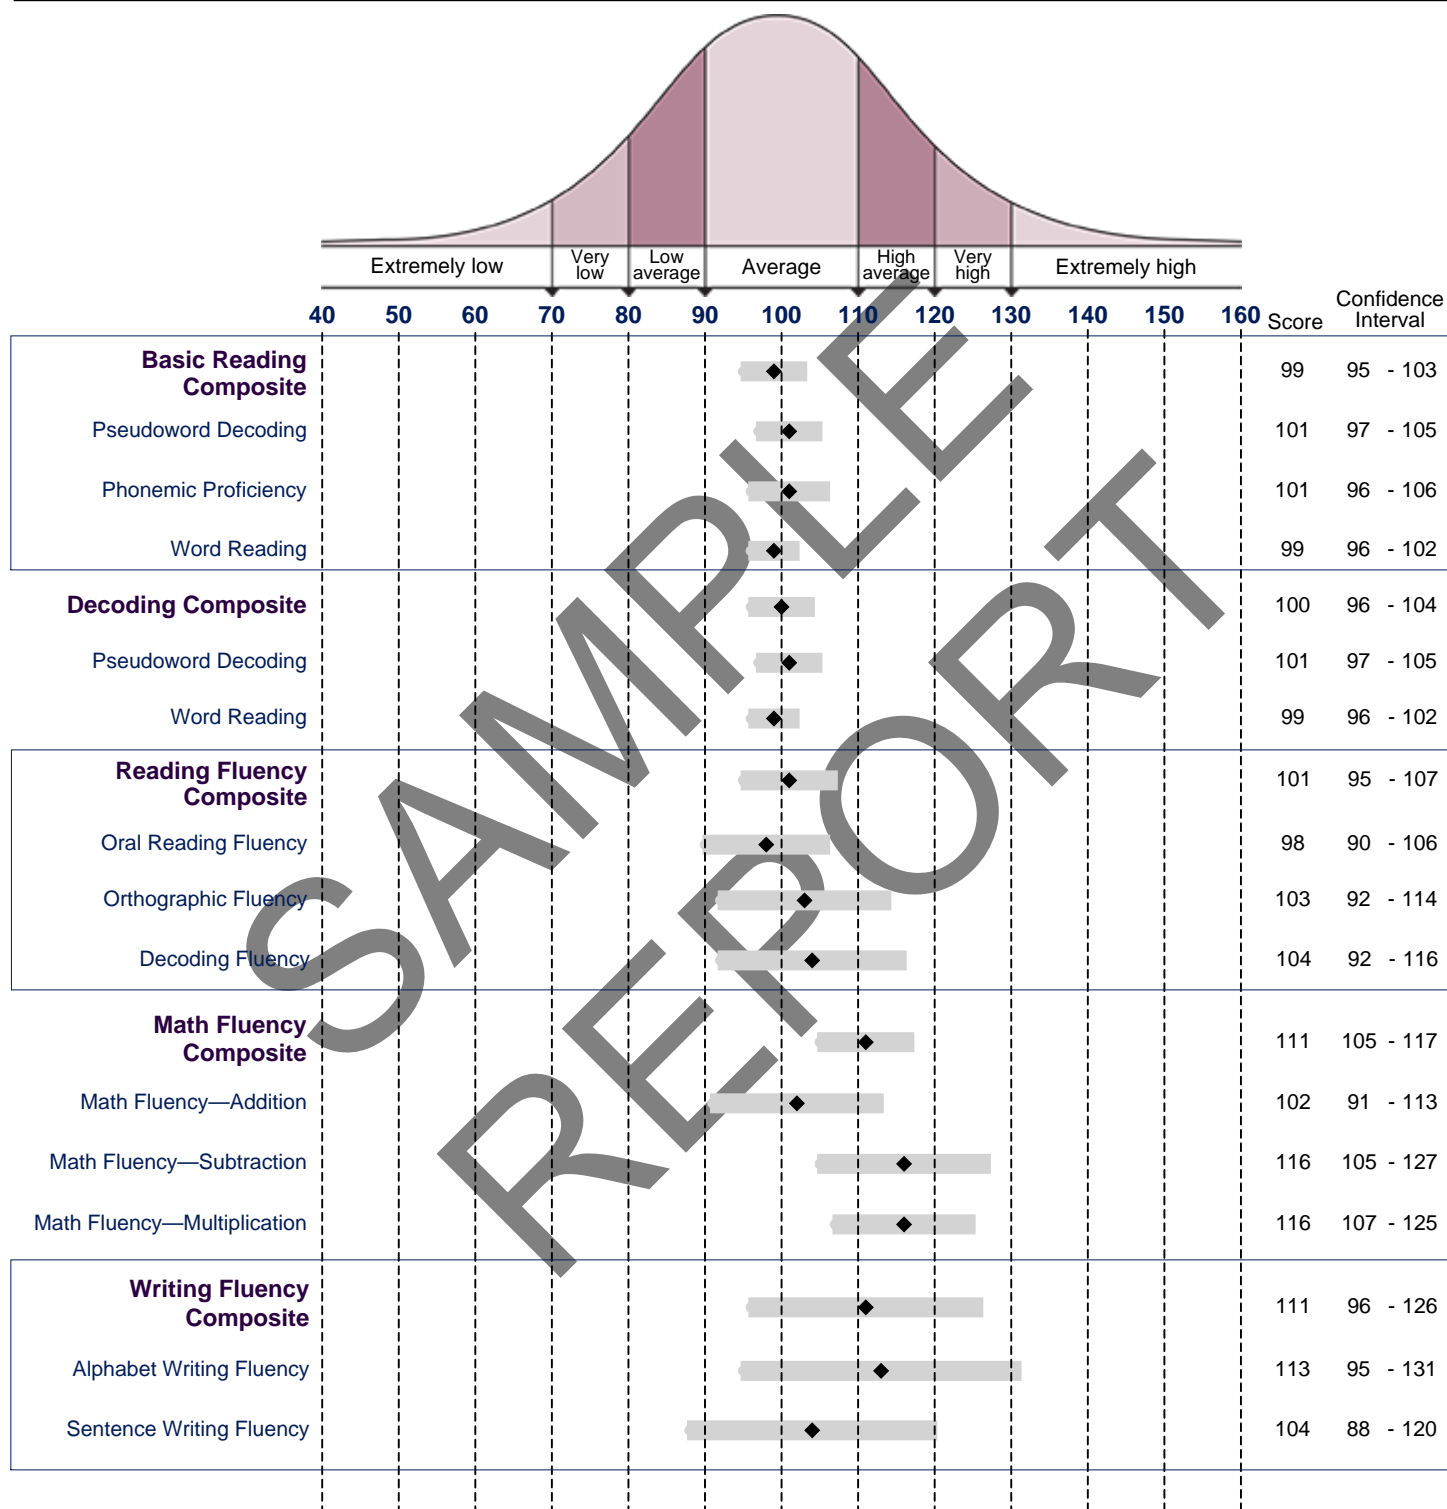 Extremely low Very low Low average Average High average Very high Extremely high
40 50 60 70 80 90 100 110 120 130 140 150 160 Score Confidence Interval
Basic Reading Composite 99 95 - 103
Pseudoword Decoding 101 97 - 105
Phonemic Proficiency 101 96 - 106
Word Reading 99 96 - 102
Decoding Composite 100 96 - 104
Pseudoword Decoding 101 97 - 105
Word Reading 99 96 - 102
Reading Fluency Composite 101 95 - 107
Oral Reading Fluency 98 90 - 106
Orthographic Fluency 103 92 - 114
Decoding Fluency 104 92 - 116
Math Fluency Composite 111 105 - 117
Math Fluency—Addition 102 91 - 113
Math Fluency—Subtraction 116 105 - 127
Math Fluency—Multiplication 116 107 - 125
Writing Fluency Composite 111 96 - 126
Alphabet Writing Fluency 113 95 - 131
Sentence Writing Fluency 104 88 - 120
SAMPLE
REPORT